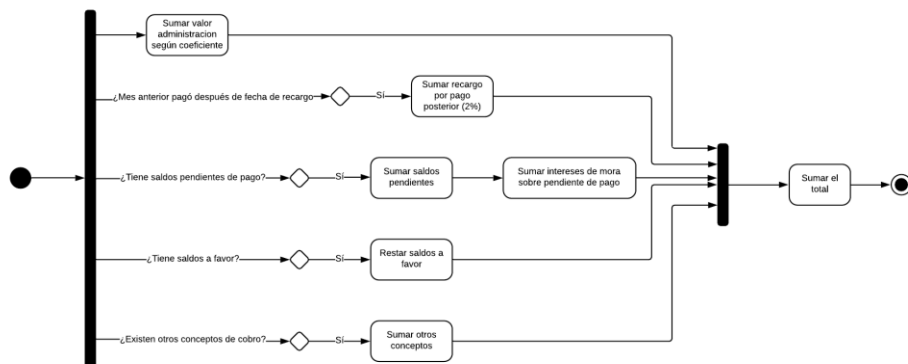 Sumar valor
administracion
según coeficiente
¿Mes anterior pagó después de fecha de recargo
Sí
Sumar recargo
por pago
posterior (2%)
¿Tiene saldos pendientes de pago?
Sí
Sumar saldos
pendientes
Sumar intereses de mora
sobre pendiente de pago
Sumar el
total
¿Tiene saldos a favor?
Sí
Restar saldos a
favor
¿Existen otros conceptos de cobro?
Sí
Sumar otros
conceptos